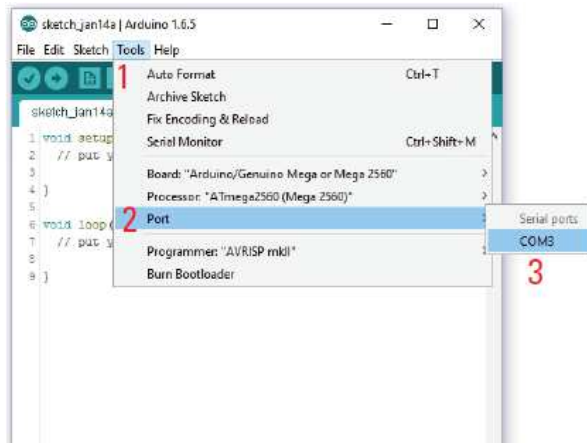 sketch_jan14a | Arduino 1.6.5
File Edit Sketch Tools Help
1
Auto Format Ctrl+T
Archive Sketch
Fix Encoding & Reload
Serial Monitor Ctrl+Shift+M
Board: "Arduino/Genuino Mega or Mega 2560"
Processor: "ATmega2560 (Mega 2560)"
2 Port
Serial ports
COM3
3
Programmer: "AVRISP mkII"
Burn Bootloader
sketch_jan14a
1 void setup
2 // put y
3
4 }
5
6 void loop(
7 // put y
8
9 }